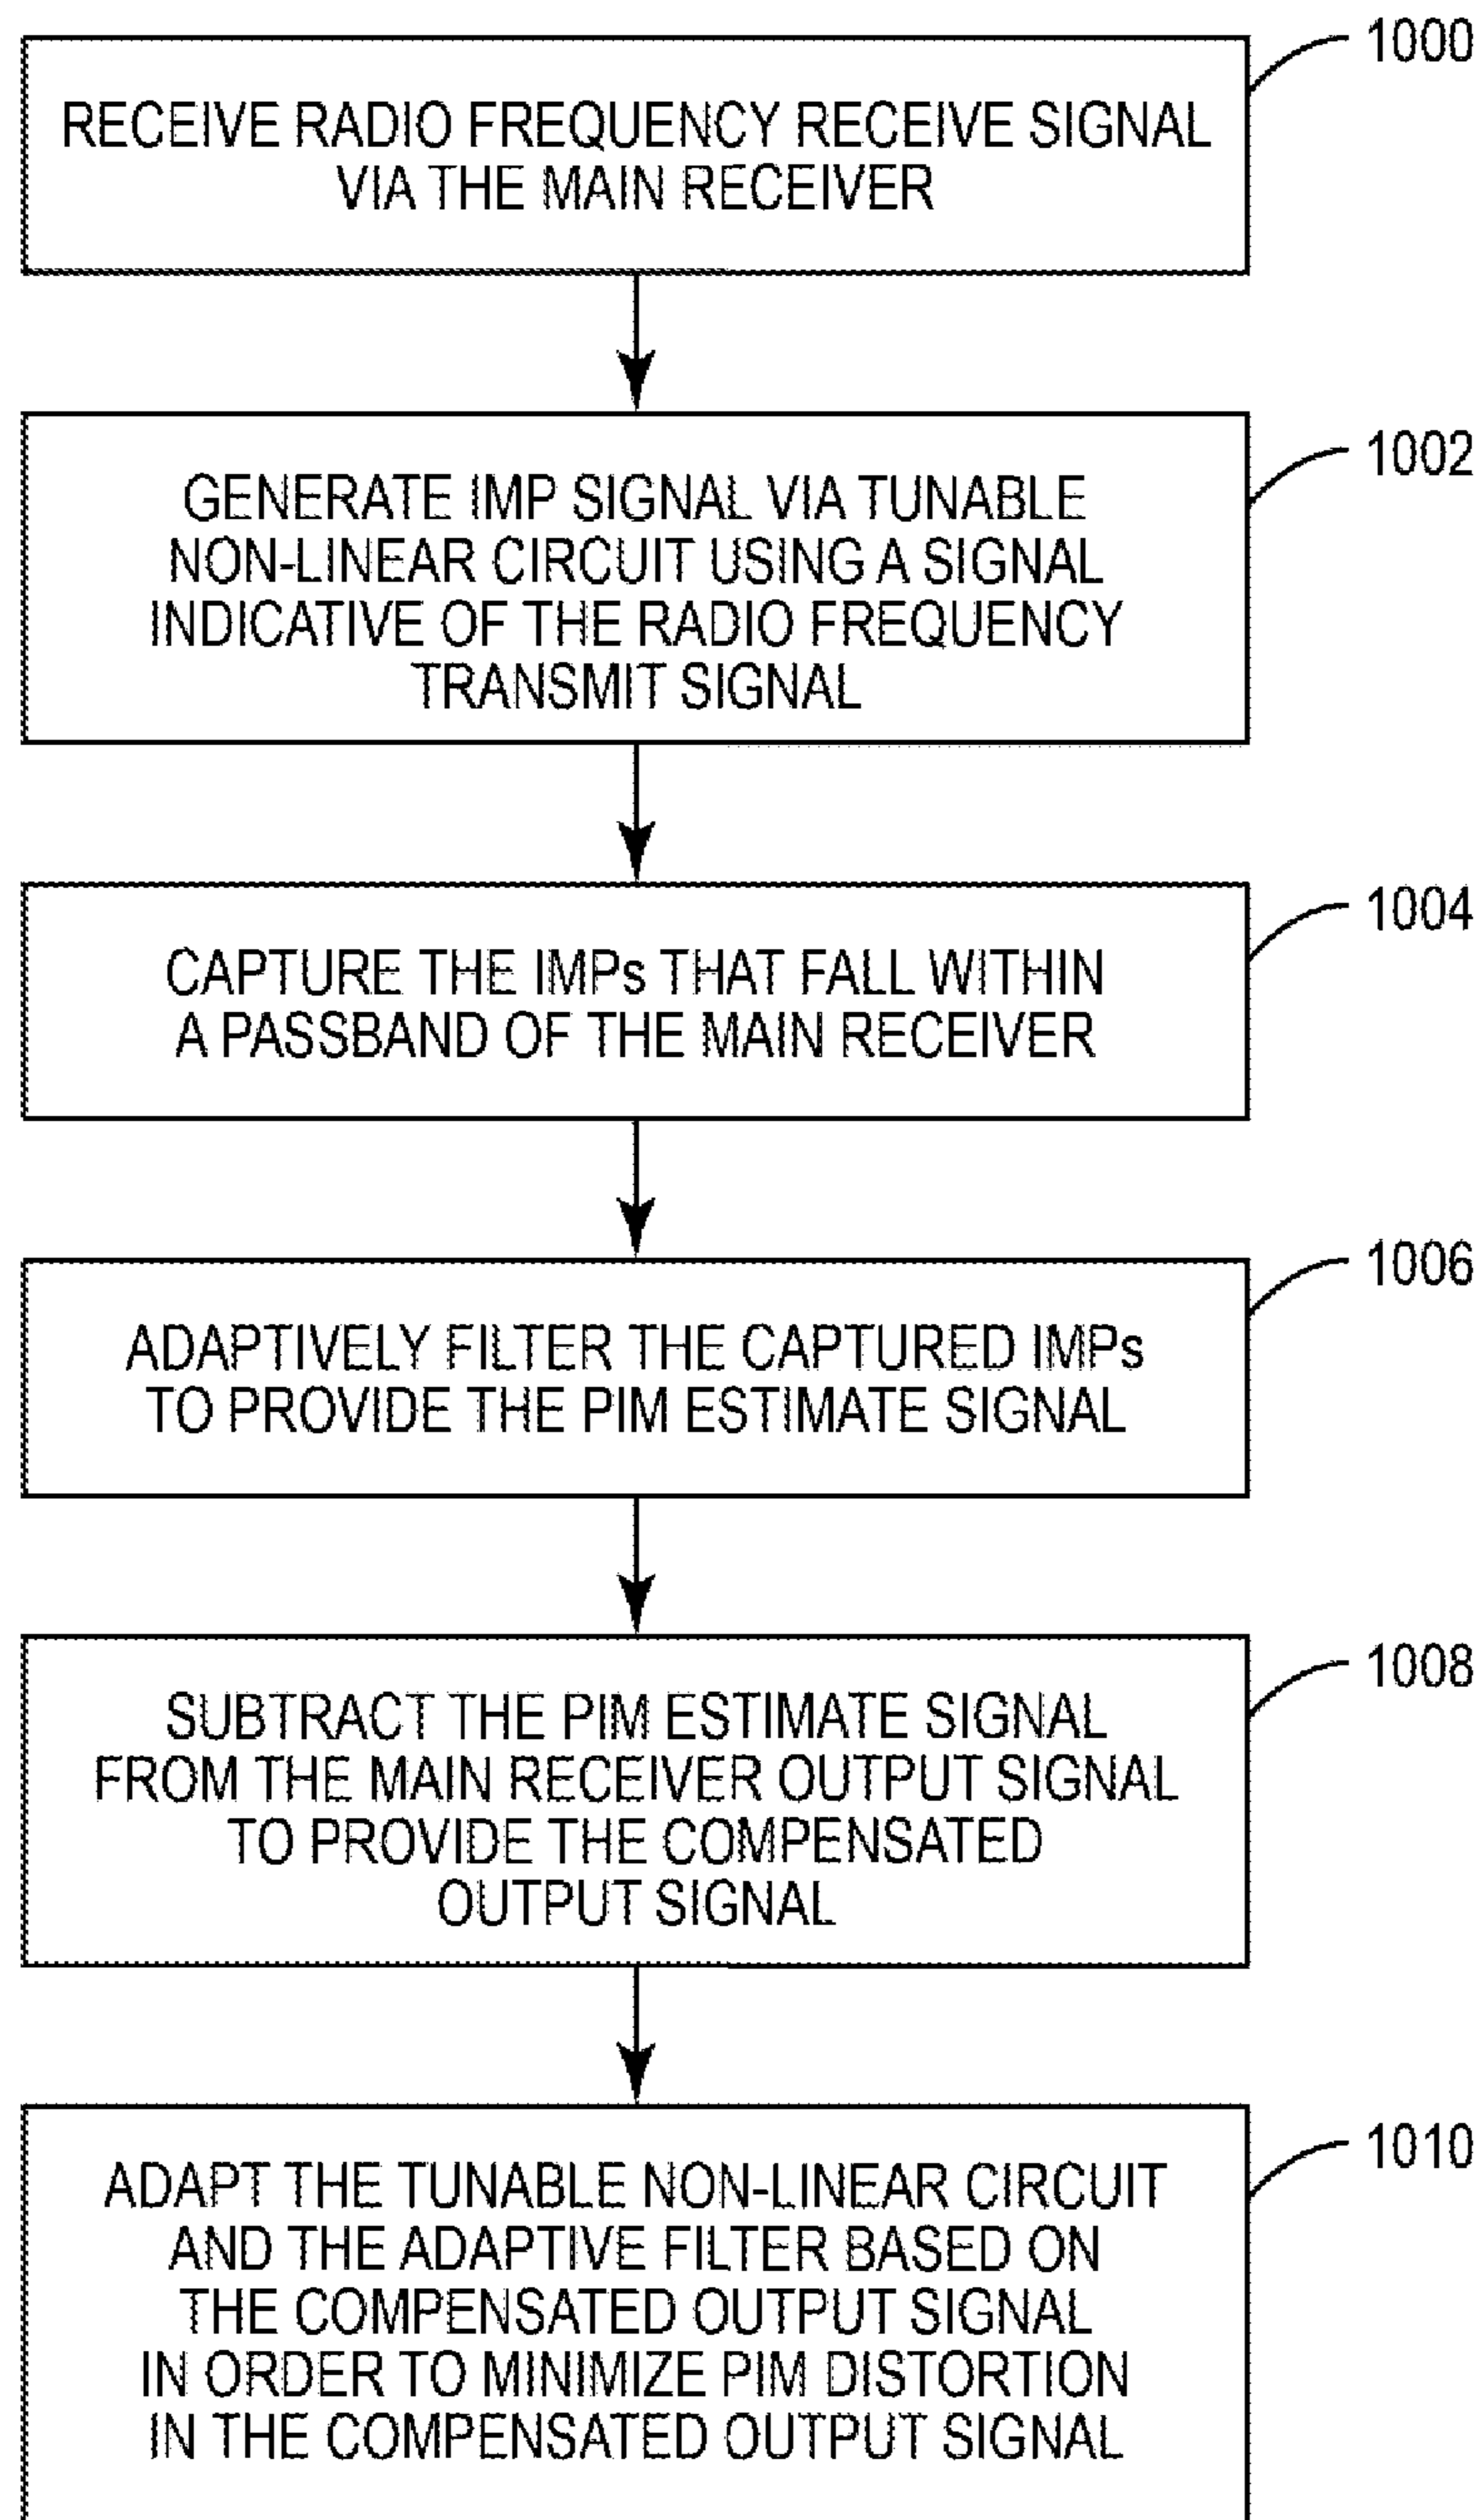 1000
RECEIVE RADIO FREQUENCY RECEIVE SIGNAL
VIA THE MAIN RECEIVER
1002
GENERATE IMP SIGNAL VIA TUNABLE
NON-LINEAR CIRCUIT USING A SIGNAL
INDICATIVE OF THE RADIO FREQUENCY
TRANSMIT SIGNAL
1004
CAPTURE THE IMPs THAT FALL WITHIN
A PASSBAND OF THE MAIN RECEIVER
1006
ADAPTIVELY FILTER THE CAPTURED IMPs
TO PROVIDE THE PIM ESTIMATE SIGNAL
1008
SUBTRACT THE PIM ESTIMATE SIGNAL
FROM THE MAIN RECEIVER OUTPUT SIGNAL
TO PROVIDE THE COMPENSATED
OUTPUT SIGNAL
1010
ADAPT THE TUNABLE NON-LINEAR CIRCUIT
AND THE ADAPTIVE FILTER BASED ON
THE COMPENSATED OUTPUT SIGNAL
IN ORDER TO MINIMIZE PIM DISTORTION
IN THE COMPENSATED OUTPUT SIGNAL